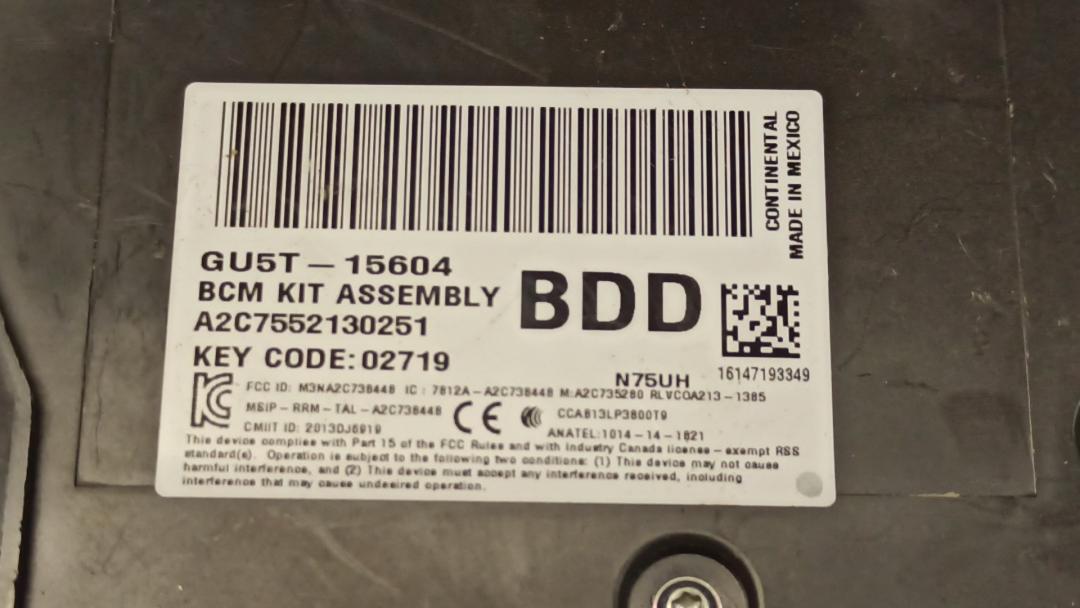 CONTINENTAL
MADE IN MEXICO
GU5T – 15604
BCM KIT ASSEMBLY
BDD
A2C7552130251
KEY CODE: 02719
N75UH
16147193349
FCC ID: M3NA2C738448 IC : 7812A – A2C738448 M: A2C735280 RLVCOA213 – 1385
MSIP – RRM – TAL – A2C738448
CE
CCAB13LP3800T9
CMIIT ID: 2013DJ6919
ANATEL: 1014 – 14 – 1821
This device complies with Part 15 of the FCC Rules and with Industry Canada license – exempt RSS
standard(s). Operation is subject to the following two conditions: (1) This device may not cause
harmful interference, and (2) This device must accept any interference received, including
interference that may cause undesired operation.